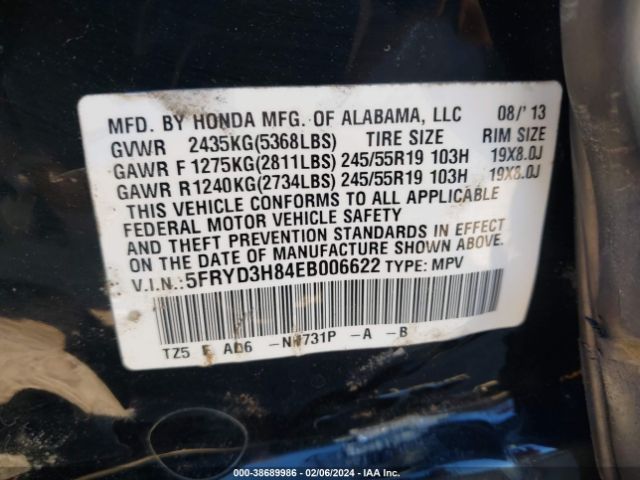 MFD. BY HONDA MFG. OF ALABAMA, LLC 08/'13
GVWR 2435KG(5368LBS) TIRE SIZE RIM SIZE
GAWR F 1275KG(2811LBS) 245/55R19 103H 19X8.0J
GAWR R 1240KG(2734LBS) 245/55R19 103H 19X8.0J
THIS VEHICLE CONFORMS TO ALL APPLICABLE
FEDERAL MOTOR VEHICLE SAFETY
AND THEFT PREVENTION STANDARDS IN EFFECT
ON THE DATE OF MANUFACTURE SHOWN ABOVE.
V.I.N.: 5FRYD3H84EB006622 TYPE: MPV
TZ5 -A -B
000-38689986 - 02/06/2024 - IAA Inc.